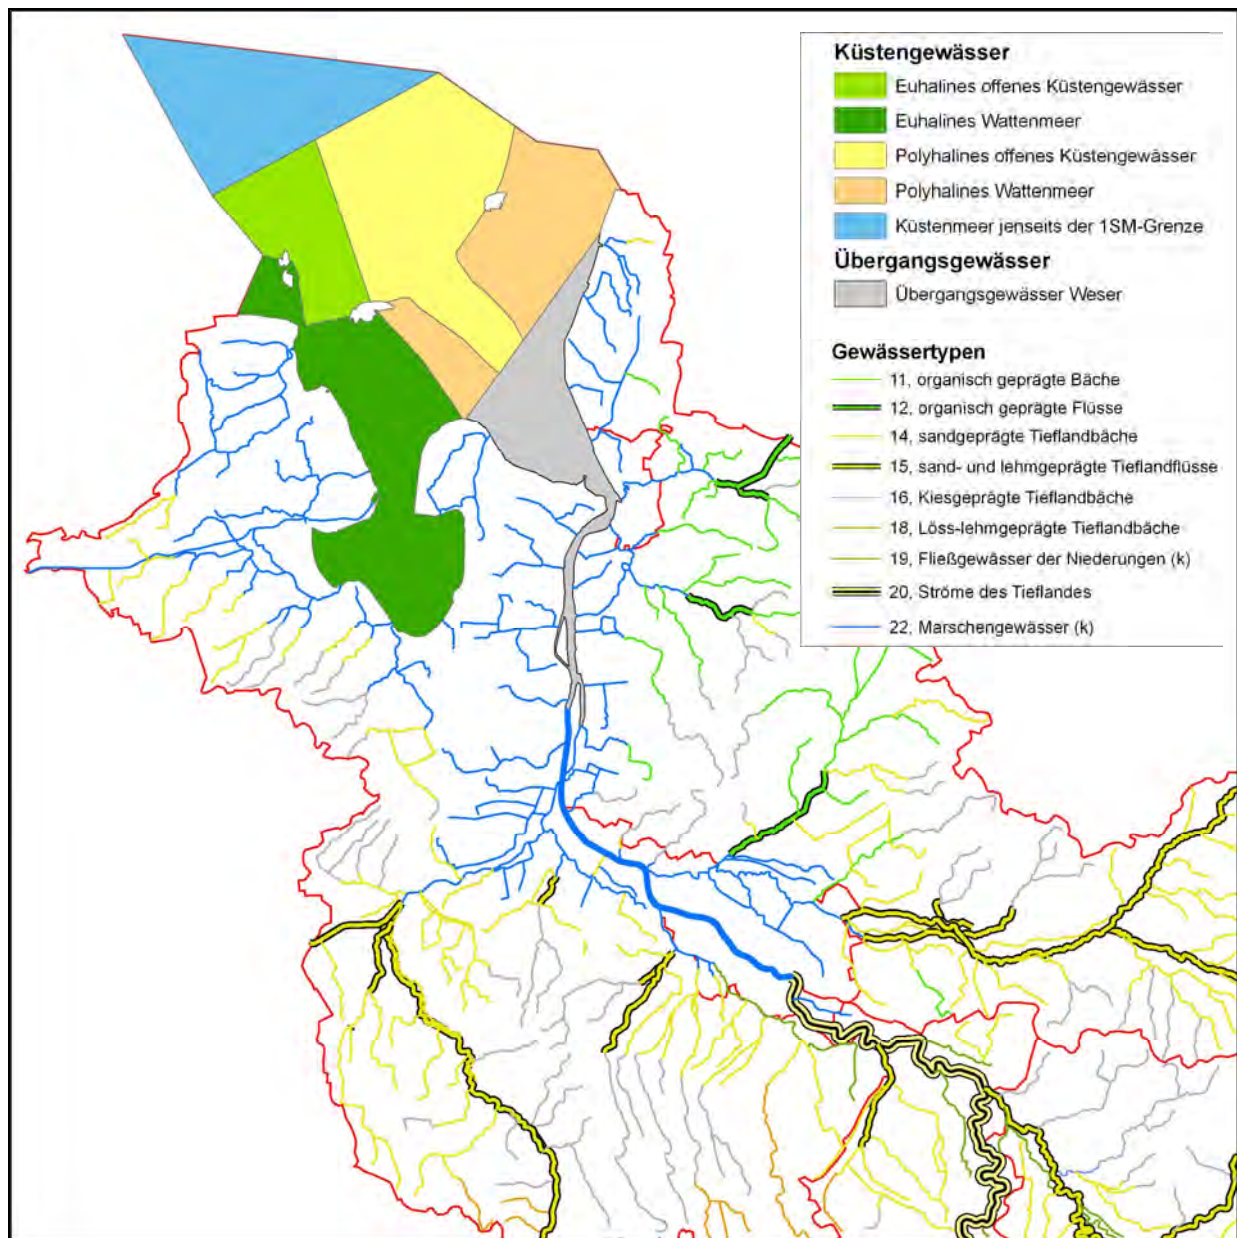 Küstengewässer
Euhalines offenes Küstengewässer
Euhalines Wattenmeer
Polyhalines offenes Küstengewässer
Polyhalines Wattenmeer
Küstenmeer jenseits der 1SM-Grenze
Übergangsgewässer
Übergangsgewässer Weser
Gewässertypen
11, organisch geprägte Bäche
12, organisch geprägte Flüsse
14, sandgeprägte Tieflandbäche
15, sand- und lehmgeprägte Tieflandflüsse
16, Kiesgeprägte Tieflandbäche
18, Löss-lehmgeprägte Tieflandbäche
19, Fließgewässer der Niederungen (k)
20, Ströme des Tieflandes
22, Marschengewässer (k)